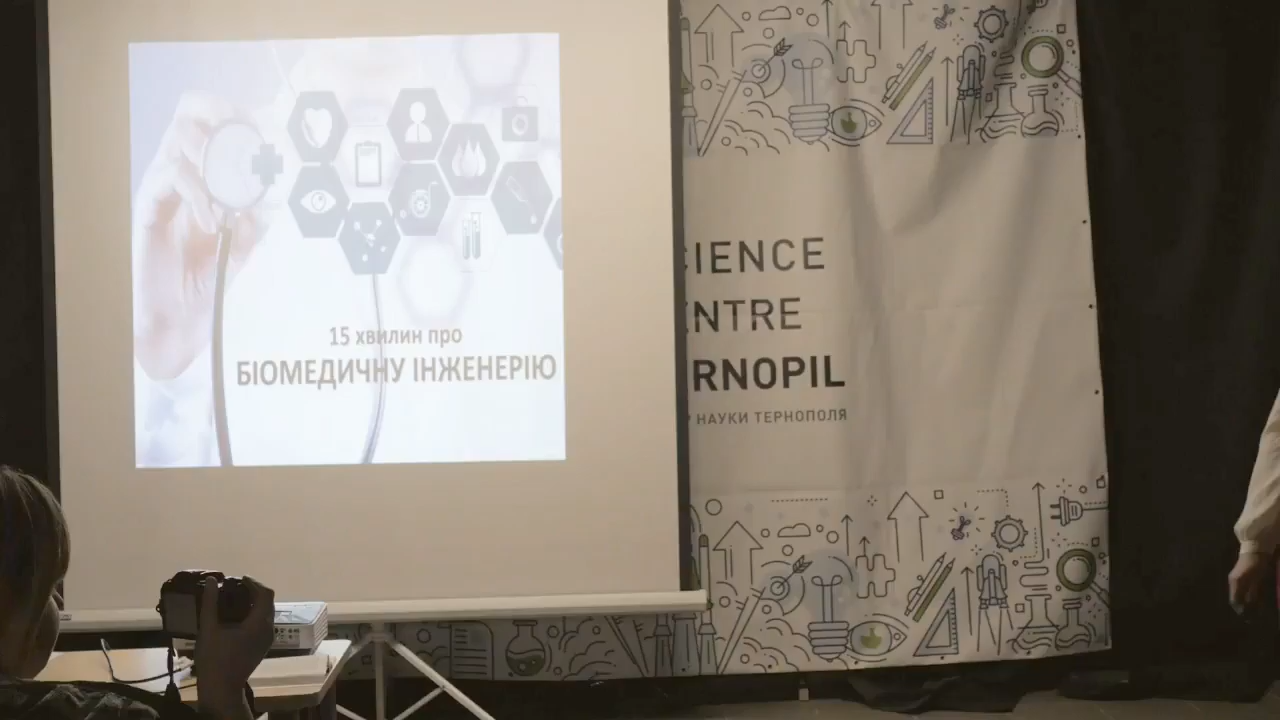 15 хвилин про
БІОМЕДИЧНУ ІНЖЕНЕРІЮ
IENCE
NTRE
RNOPIL
НАУКИ ТЕРНОПОЛЯ